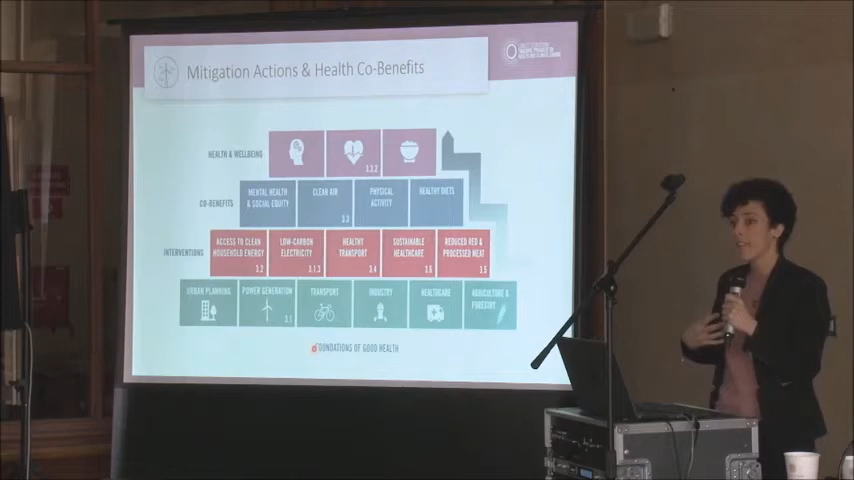 Mitigation Actions & Health Co-Benefits
HEALTH & WELLBEING
3.3.2
CO-BENEFITS
MENTAL HEALTH
& SOCIAL EQUITY
CLEAN AIR
3.3
PHYSICAL
ACTIVITY
HEALTHY DIETS
INTERVENTIONS
ACCESS TO CLEAN
HOUSEHOLD ENERGY
3.2
LOW-CARBON
ELECTRICITY
3.1.3
HEALTHY
TRANSPORT
3.4
SUSTAINABLE
HEALTHCARE
3.6
REDUCED RED &
PROCESSED MEAT
3.5
URBAN PLANNING
POWER GENERATION
3.1
TRANSPORT
INDUSTRY
HEALTHCARE
AGRICULTURE &
FORESTRY
FOUNDATIONS OF GOOD HEALTH